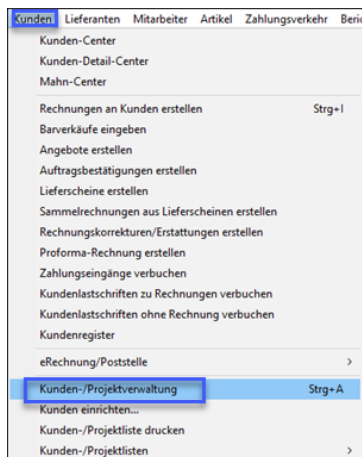 Kunden Lieferanten Mitarbeiter Artikel Zahlungsverkehr Beri
Kunden-Center
Kunden-Detail-Center
Mahn-Center
Rechnungen an Kunden erstellen Strg+I
Barverkäufe eingeben
Angebote erstellen
Auftragsbestätigungen erstellen
Lieferscheine erstellen
Sammelrechnungen aus Lieferscheinen erstellen
Rechnungskorrekturen/Erstattungen erstellen
Proforma-Rechnung erstellen
Zahlungseingänge verbuchen
Kundenlastschriften zu Rechnungen verbuchen
Kundenlastschriften ohne Rechnung verbuchen
Kundenregister
eRechnung/Poststelle >
Kunden-/Projektverwaltung Strg+A
Kunden einrichten...
Kunden-/Projektliste drucken
Kunden-/Projektlisten >